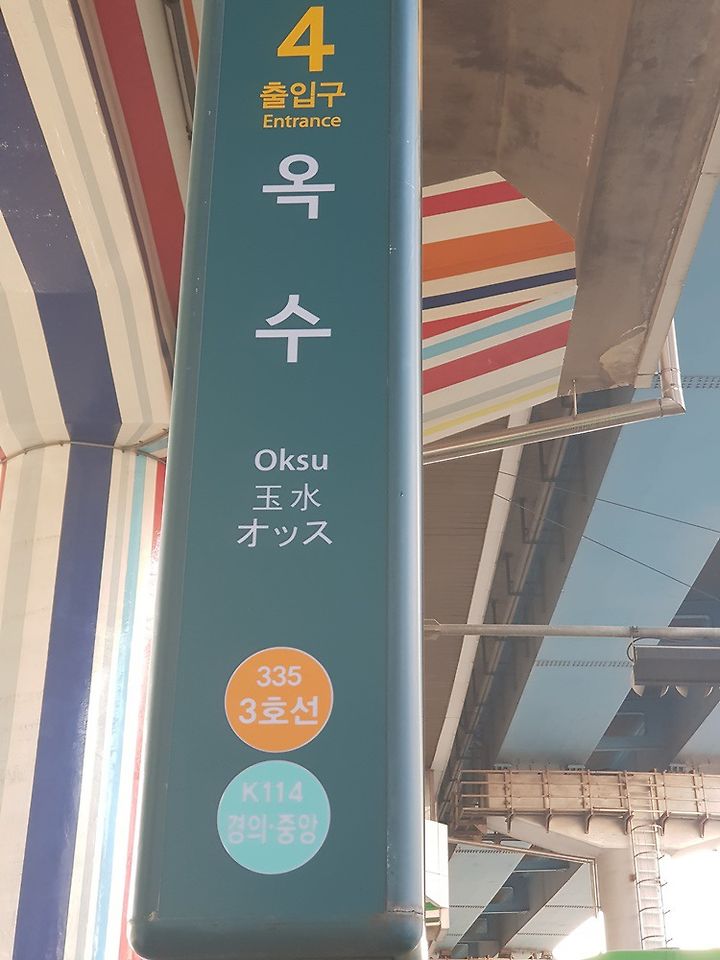 4
출입구
Entrance
옥
수
Oksu
玉水
オッス
335
3호선
K114
경의·중앙